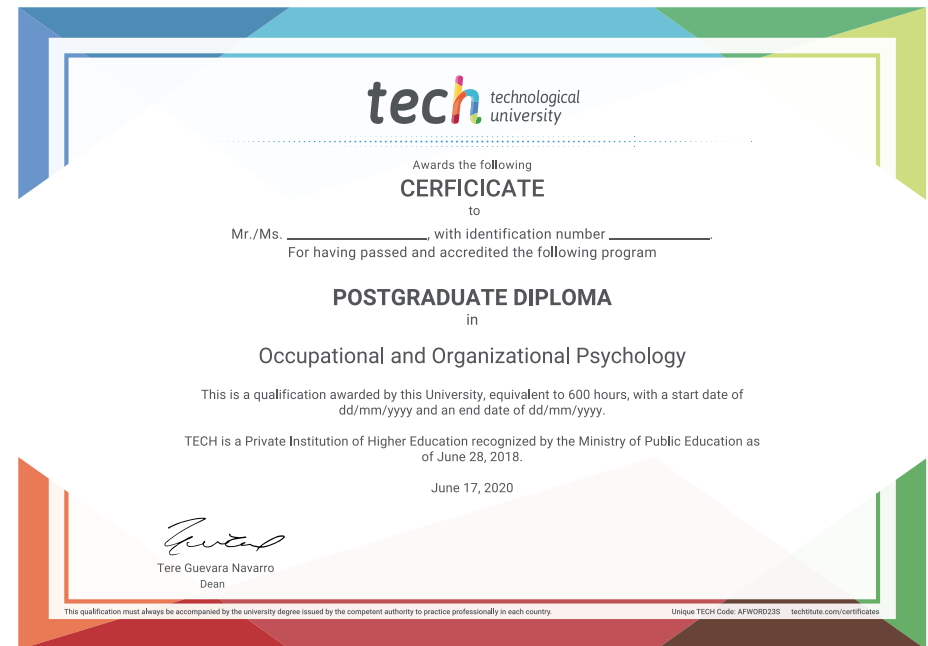 tech technological
university
Awards the following
CERFICICATE
to
Mr./Ms. ____________________, with identification number ______________.
For having passed and accredited the following program
POSTGRADUATE DIPLOMA
in
Occupational and Organizational Psychology
This is a qualification awarded by this University, equivalent to 600 hours, with a start date of
dd/mm/yyyy and an end date of dd/mm/yyyy.
TECH is a Private Institution of Higher Education recognized by the Ministry of Public Education as
of June 28, 2018.
June 17, 2020
Tere Guevara Navarro
Dean
This qualification must always be accompanied by the university degree issued by the competent authority to practice professionally in each country.
Unique TECH Code: AFWORD23S techtitute.com/certificates